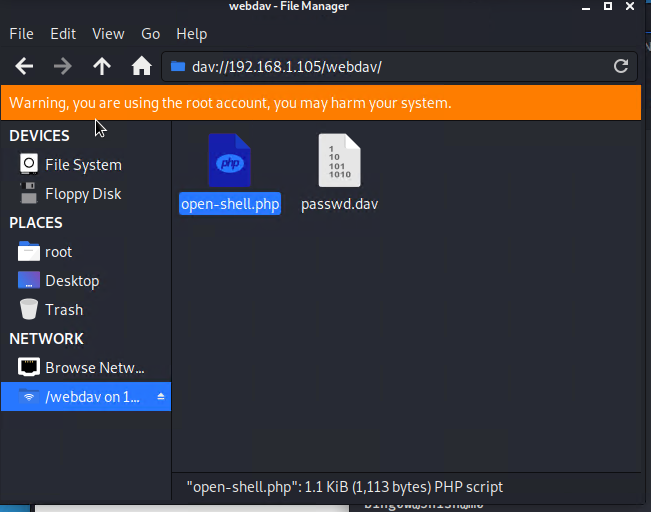 webdav - File Manager
File Edit View Go Help
dav://192.168.1.105/webdav/
Warning, you are using the root account, you may harm your system.
DEVICES
File System
Floppy Disk
PLACES
root
Desktop
Trash
NETWORK
Browse Netw...
/webdav on 1...
php
open-shell.php
1
10
101
1010
passwd.dav
"open-shell.php": 1.1 KiB (1,113 bytes) PHP script